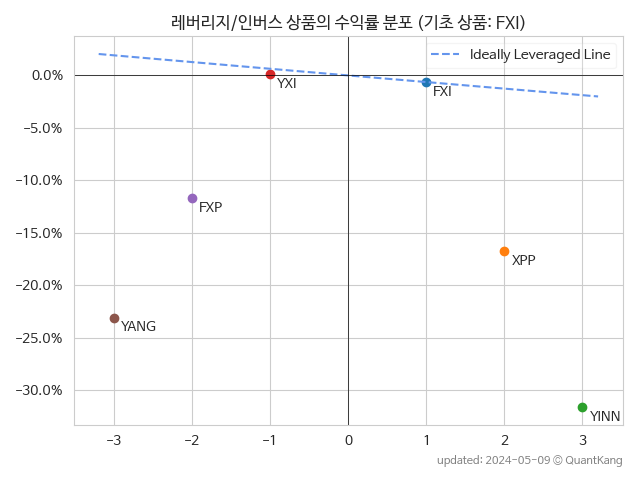 레버리지/인버스 상품의 수익률 분포 (기초 상품: FXI)
Ideally Leveraged Line
0.0%
YXI
FXI
−5.0%
−10.0%
FXP
−15.0%
XPP
−20.0%
YANG
−25.0%
−30.0%
YINN
−3 −2 −1 0 1 2 3
updated: 2024-05-09 © QuantKang